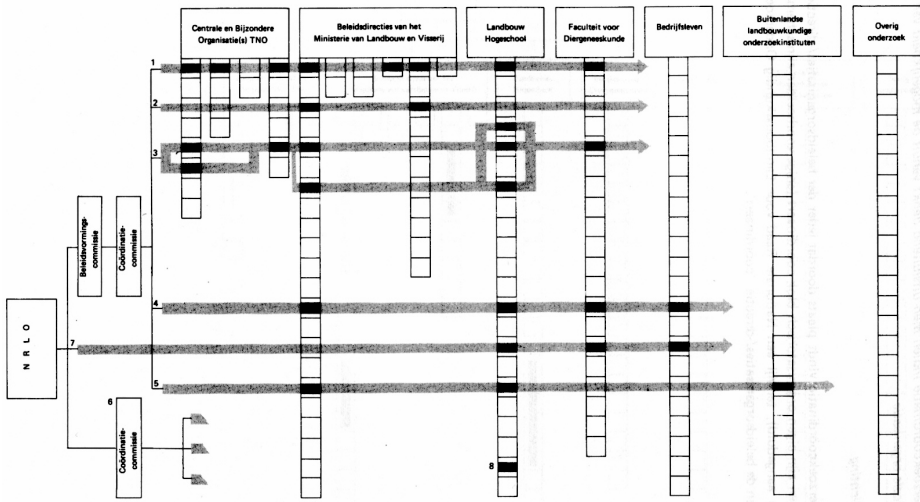 Centrale en Bijzondere
Organisatie(s) TNO
Beleidsdirecties van het
Ministerie van Landbouw en Visserij
Landbouw
Hogeschool
Faculteit voor
Diergeneeskunde
Bedrijfsleven
Buitenlandse
landbouwkundige
onderzoekinstituten
Overig
onderzoek
1
2
3
Beleidsvormings-
commissie
Coördinatie-
commissie
4
N R L O
7
5
6
Coördinatie-
commissie
8